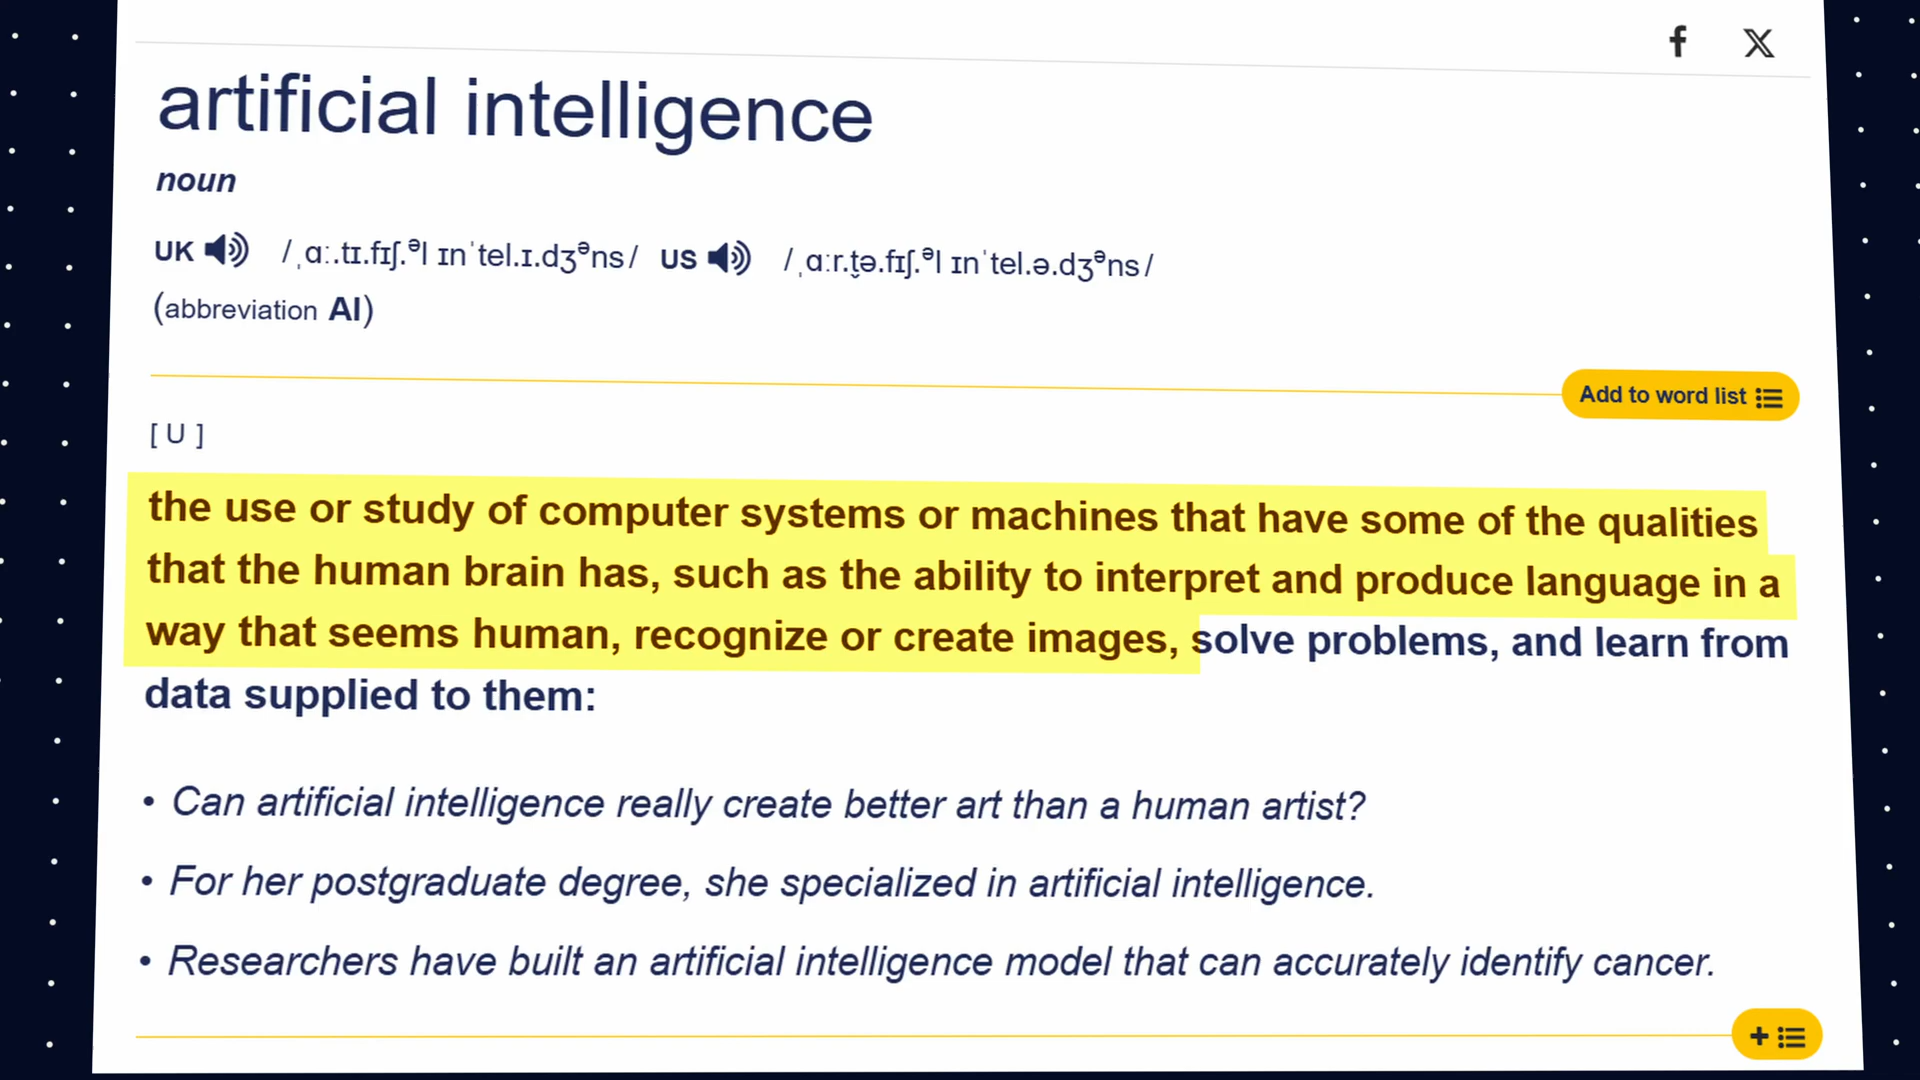 artificial intelligence
noun
UK /ˌɑː.tɪ.fɪʃ.ᵊl ɪnˈtel.ɪ.dʒᵊns/ US /ˌɑːr.t̬ə.fɪʃ.ᵊl ɪnˈtel.ə.dʒᵊns/
(abbreviation AI)
Add to word list
[ U ]
the use or study of computer systems or machines that have some of the qualities
that the human brain has, such as the ability to interpret and produce language in a
way that seems human, recognize or create images, solve problems, and learn from
data supplied to them:
• Can artificial intelligence really create better art than a human artist?
• For her postgraduate degree, she specialized in artificial intelligence.
• Researchers have built an artificial intelligence model that can accurately identify cancer.